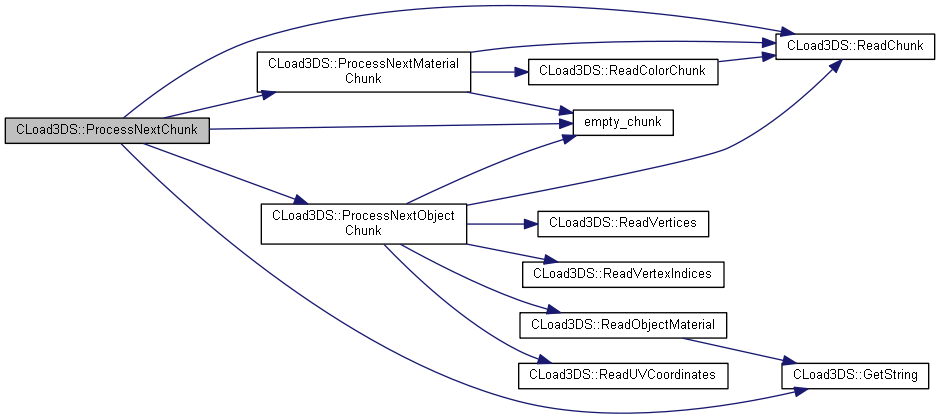 CLoad3DS::ProcessNextChunk
CLoad3DS::ProcessNextMaterial
Chunk
CLoad3DS::ReadChunk
CLoad3DS::ReadColorChunk
empty_chunk
CLoad3DS::ProcessNextObject
Chunk
CLoad3DS::ReadVertices
CLoad3DS::ReadVertexIndices
CLoad3DS::ReadObjectMaterial
CLoad3DS::ReadUVCoordinates
CLoad3DS::GetString